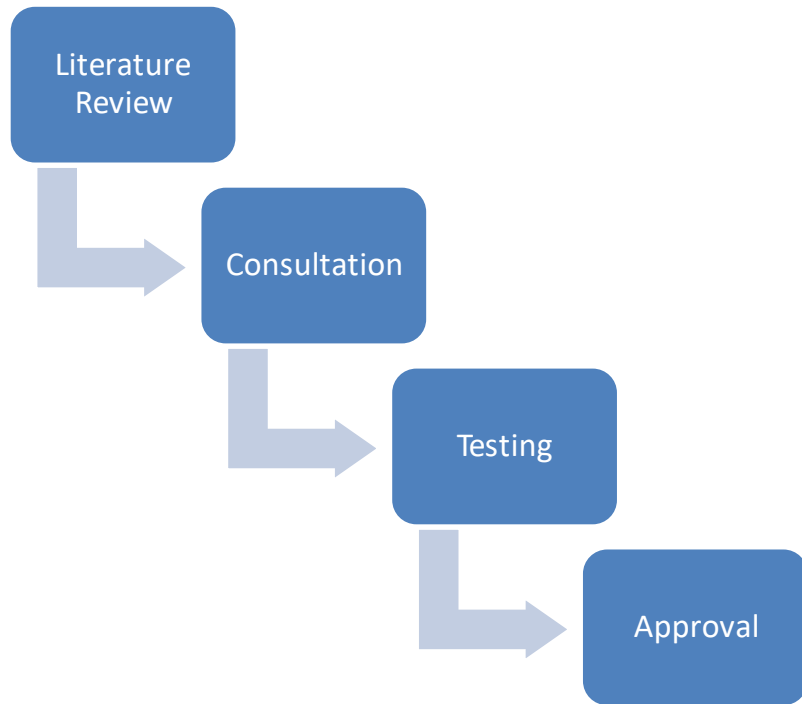 Literature
Review
Consultation
Testing
Approval